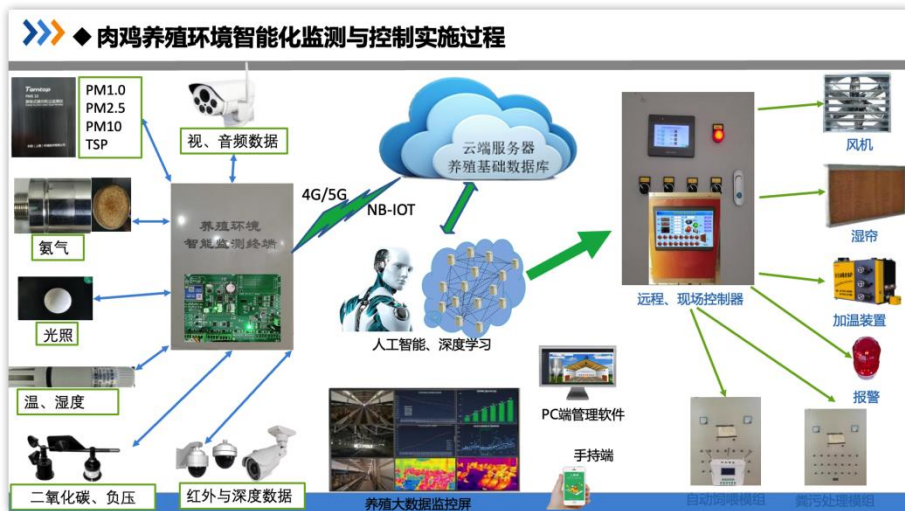 肉鸡养殖环境智能化监测与控制实施过程
Temtop
PM1.0
PM2.5
PM10
TSP
视、音频数据
云端服务器
养殖基础数据库
4G/5G
NB-IOT
风机
氨气
养殖环境
智能监测终端
湿帘
远程、现场控制器
加温装置
光照
人工智能、深度学习
温、湿度
PC端管理软件
报警
手持端
二氧化碳、负压
红外与深度数据
养殖大数据监控屏
自动饲喂模组
粪污处理模组